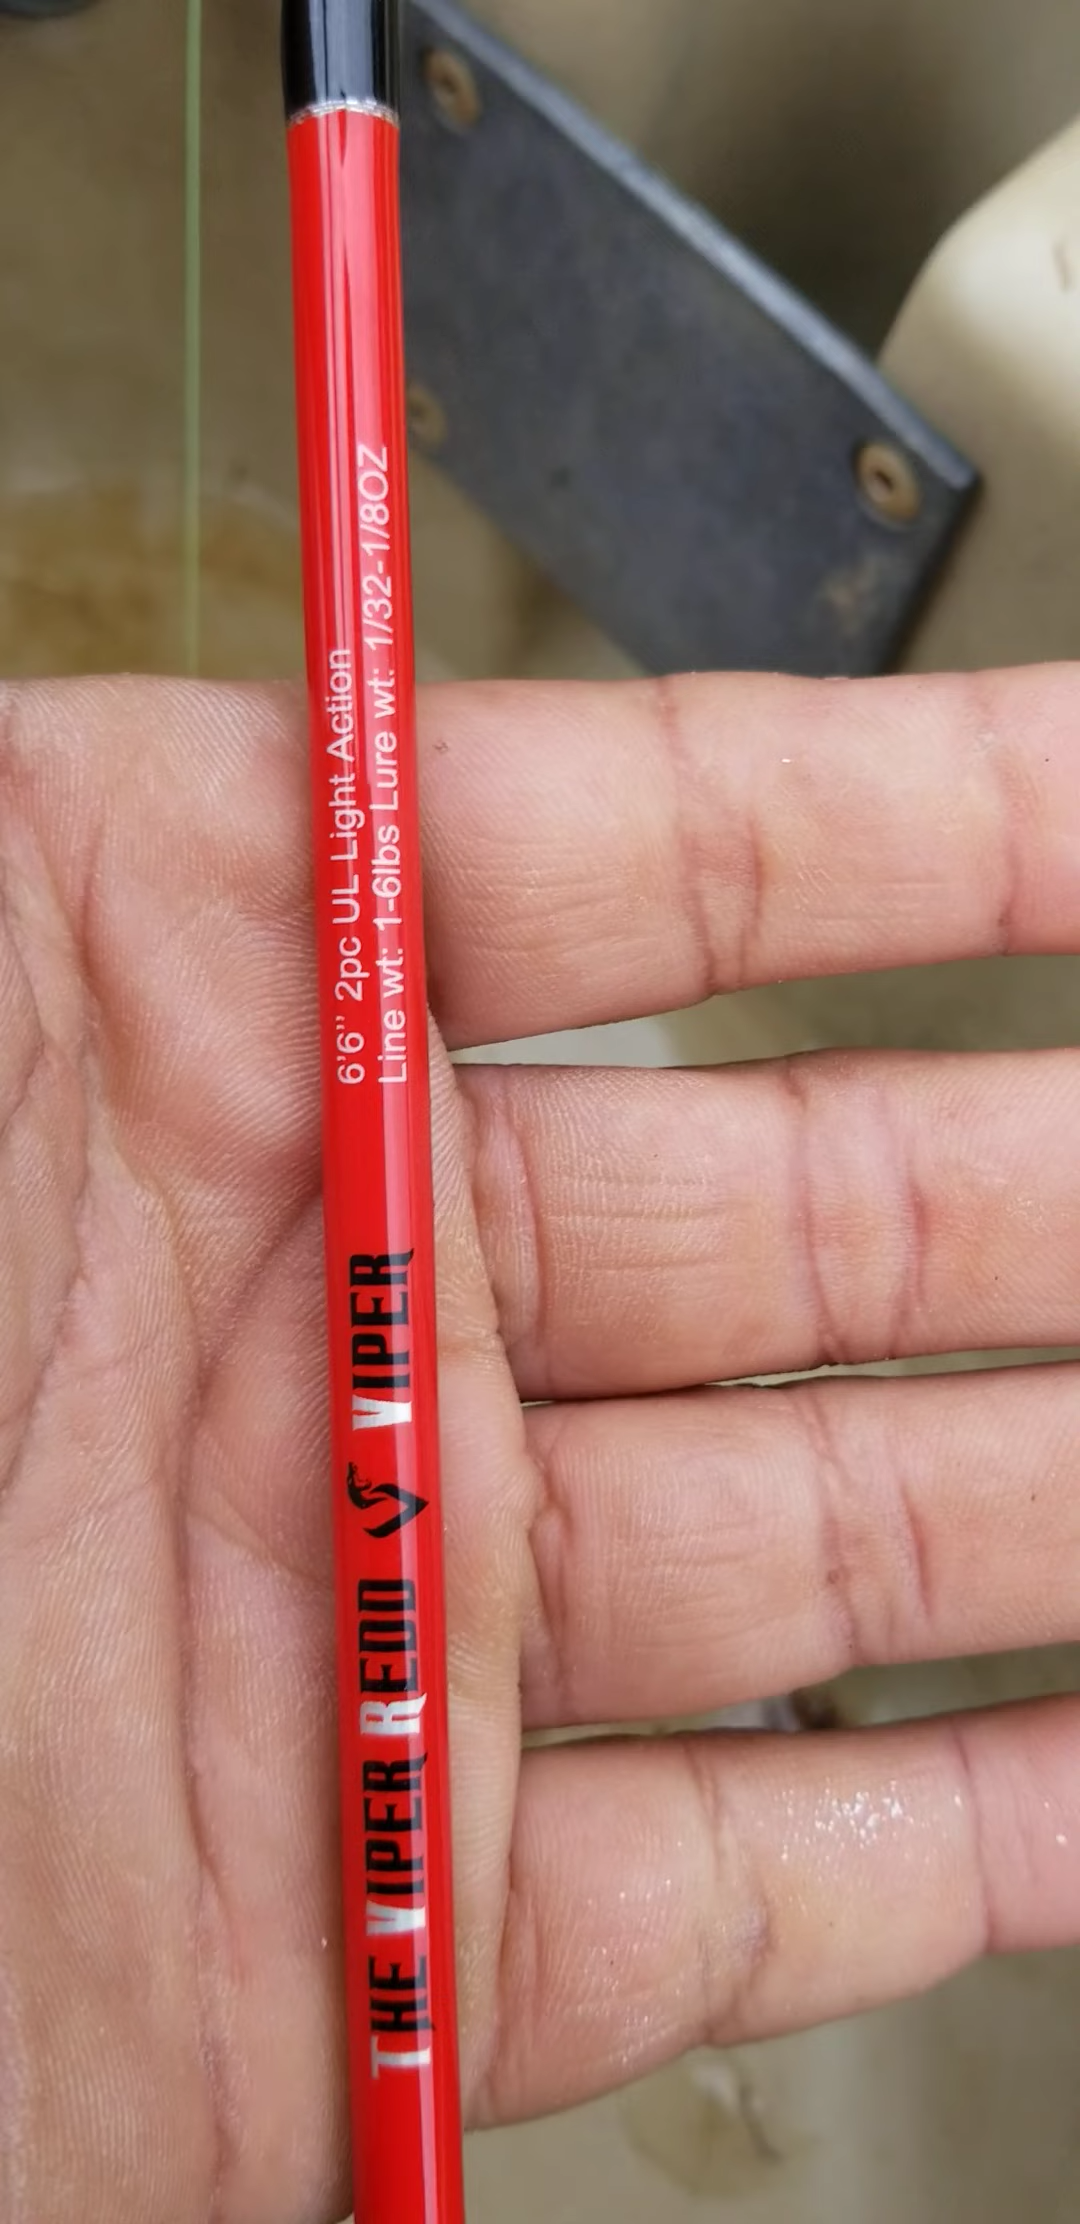 6'6'' 2pc UL Light Action
Line wt: 1-6lbs Lure wt: 1/32-1/8OZ
THE VIPER REDD VIPER